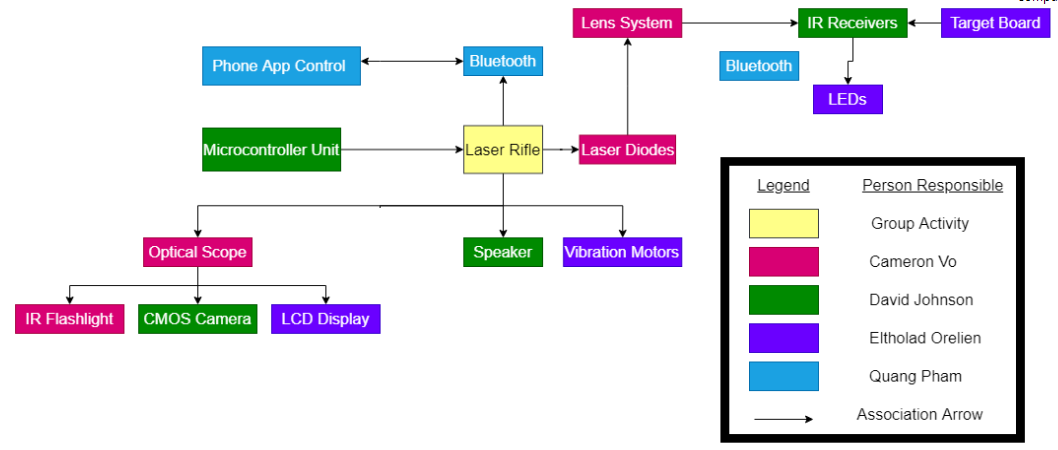 compu
Lens System
IR Receivers
Target Board
Phone App Control
Bluetooth
Bluetooth
LEDs
Microcontroller Unit
Laser Rifle
Laser Diodes
Optical Scope
Speaker
Vibration Motors
IR Flashlight
CMOS Camera
LCD Display
Legend
Person Responsible
Group Activity
Cameron Vo
David Johnson
Eltholad Orelien
Quang Pham
Association Arrow